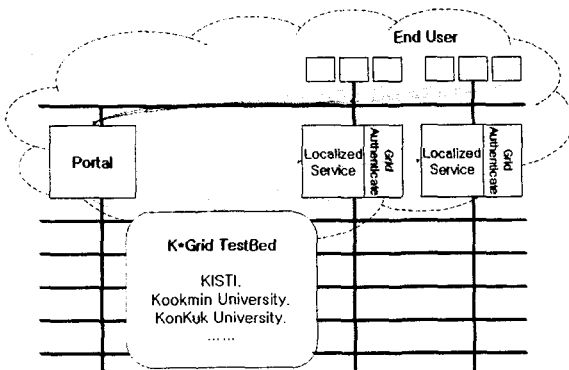 End User
Portal
Localized
Service
Grid
Authenticate
Localized
Service
Grid
Authenticate
K•Grid TestBed
KISTI.
Kookmin University.
KonKuk University.
......